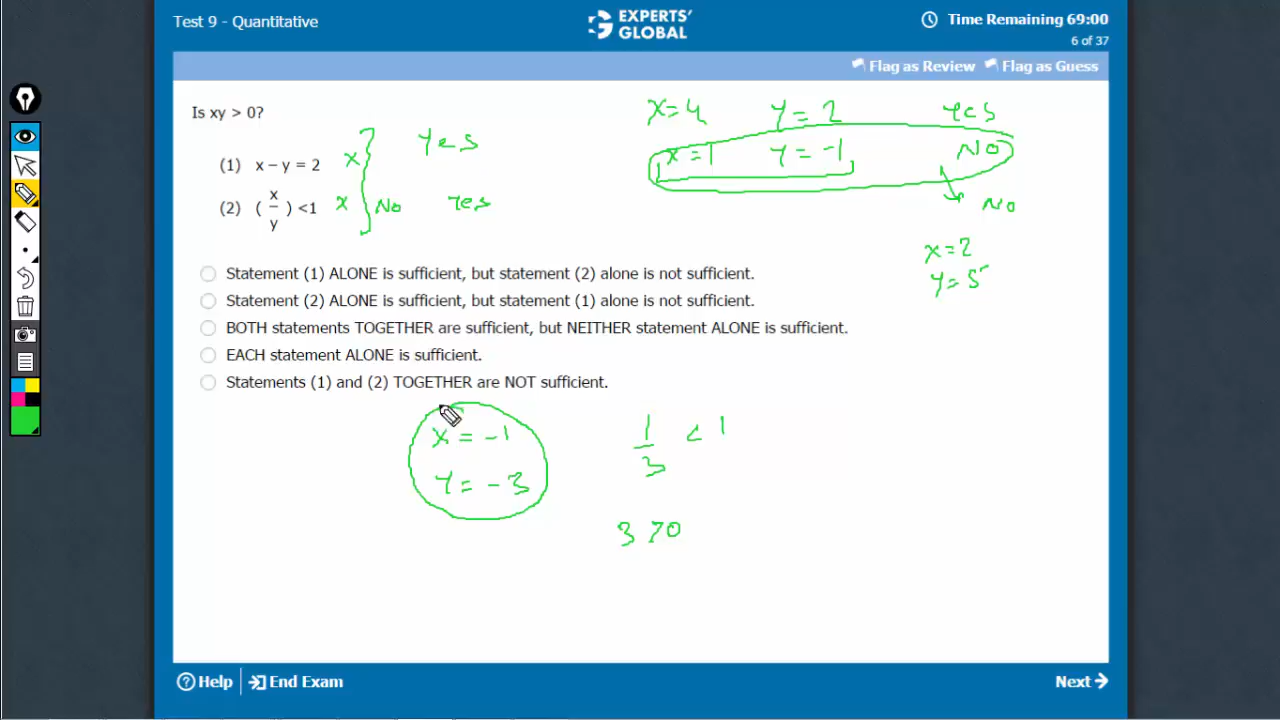 Test 9 - Quantitative
EXPERTS'
GLOBAL
Time Remaining 69:00
6 of 37
Flag as Review
Flag as Guess
Is xy > 0?
x=4 y=2 Yes
x=1 y=-1 No
No
x=2
y=5
(1) x – y = 2 x Yes
(2) (x/y) <1 x No Yes
Statement (1) ALONE is sufficient, but statement (2) alone is not sufficient.
Statement (2) ALONE is sufficient, but statement (1) alone is not sufficient.
BOTH statements TOGETHER are sufficient, but NEITHER statement ALONE is sufficient.
EACH statement ALONE is sufficient.
Statements (1) and (2) TOGETHER are NOT sufficient.
x = -1
y = -3
1/3 < 1
3 >0
Help
End Exam
Next